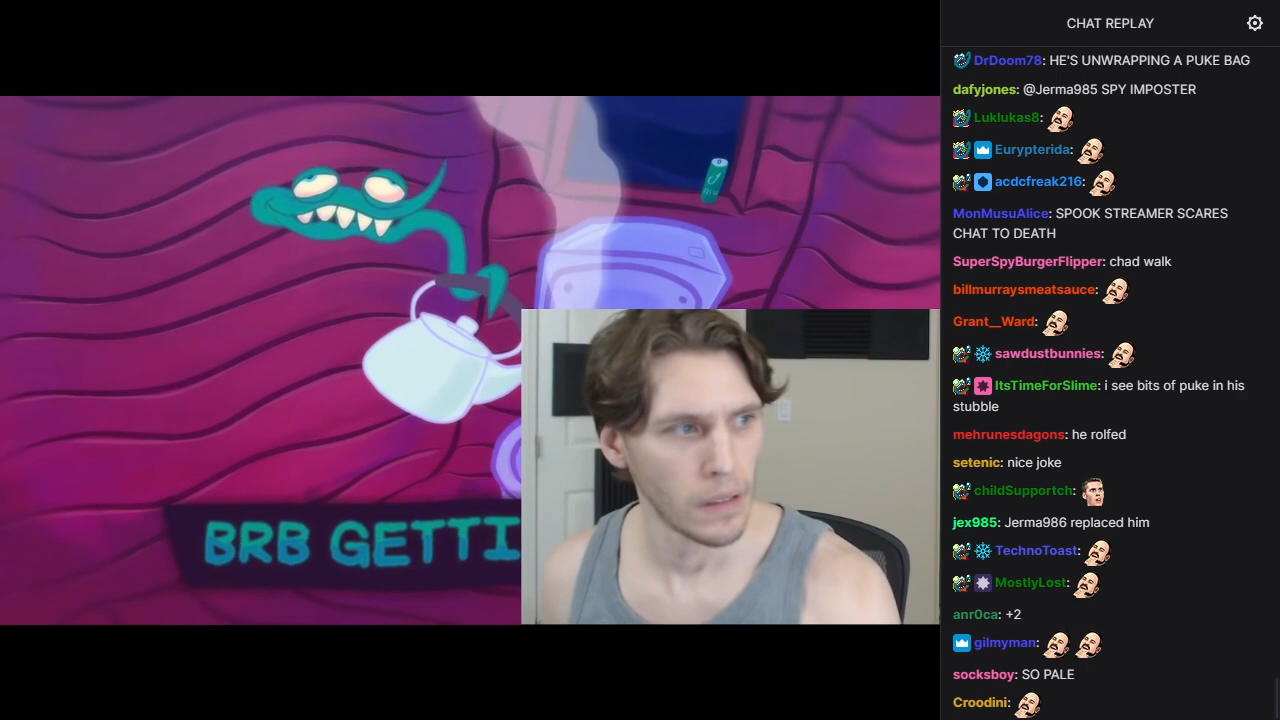 CHAT REPLAY
DrDoom78: HE'S UNWRAPPING A PUKE BAG
dafyjones: @Jerma985 SPY IMPOSTER
Luklukas8:
Eurypterida:
acdcfreak216:
MonMusuAlice: SPOOK STREAMER SCARES
CHAT TO DEATH
SuperSpyBurgerFlipper: chad walk
billmurraysmeatsauce:
Grant__Ward:
sawdustbunnies:
ItsTimeForSlime: i see bits of puke in his
stubble
mehrunesdagons: he rolfed
setenic: nice joke
childSupportch:
jex985: Jerma986 replaced him
TechnoToast:
MostlyLost:
anr0ca: +2
gilmyman:
socksboy: SO PALE
Croodini:
BRB GETTI